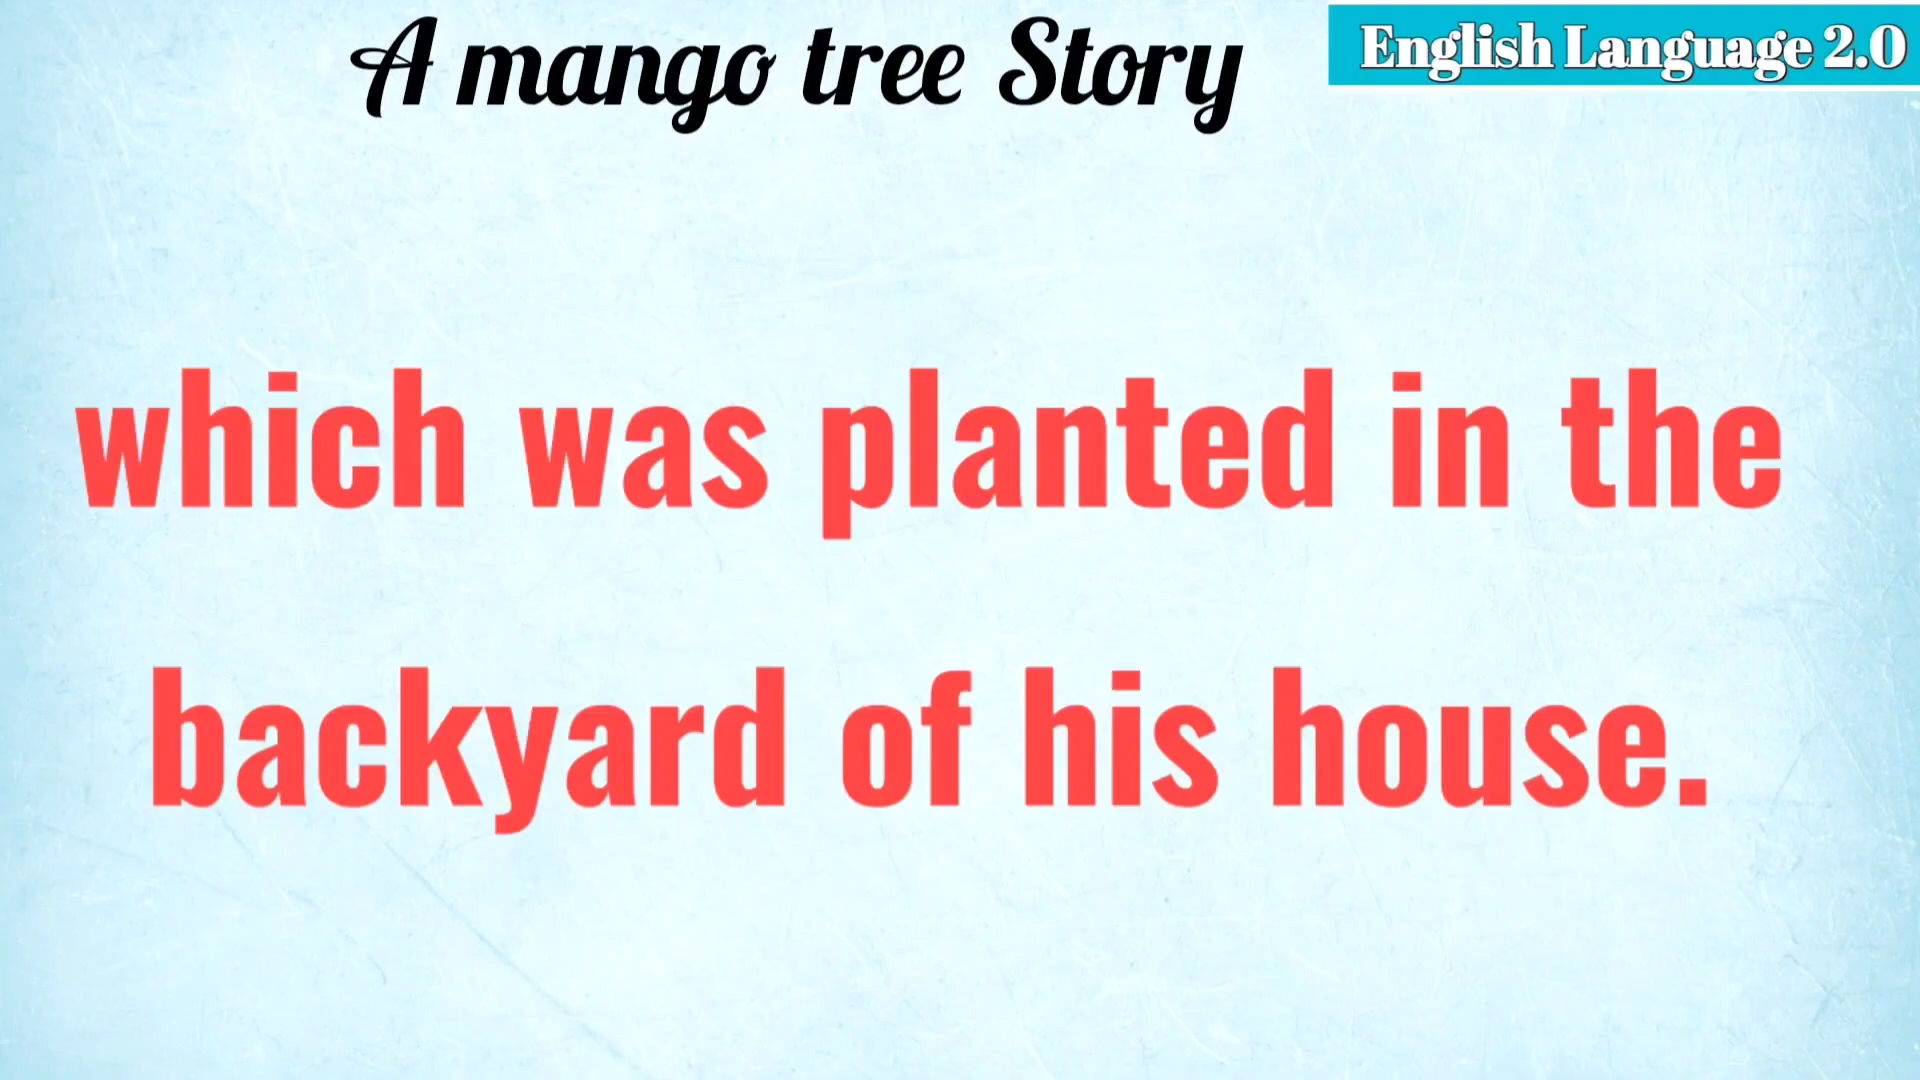 A mango tree Story
English Language 2.0
which was planted in the
backyard of his house.